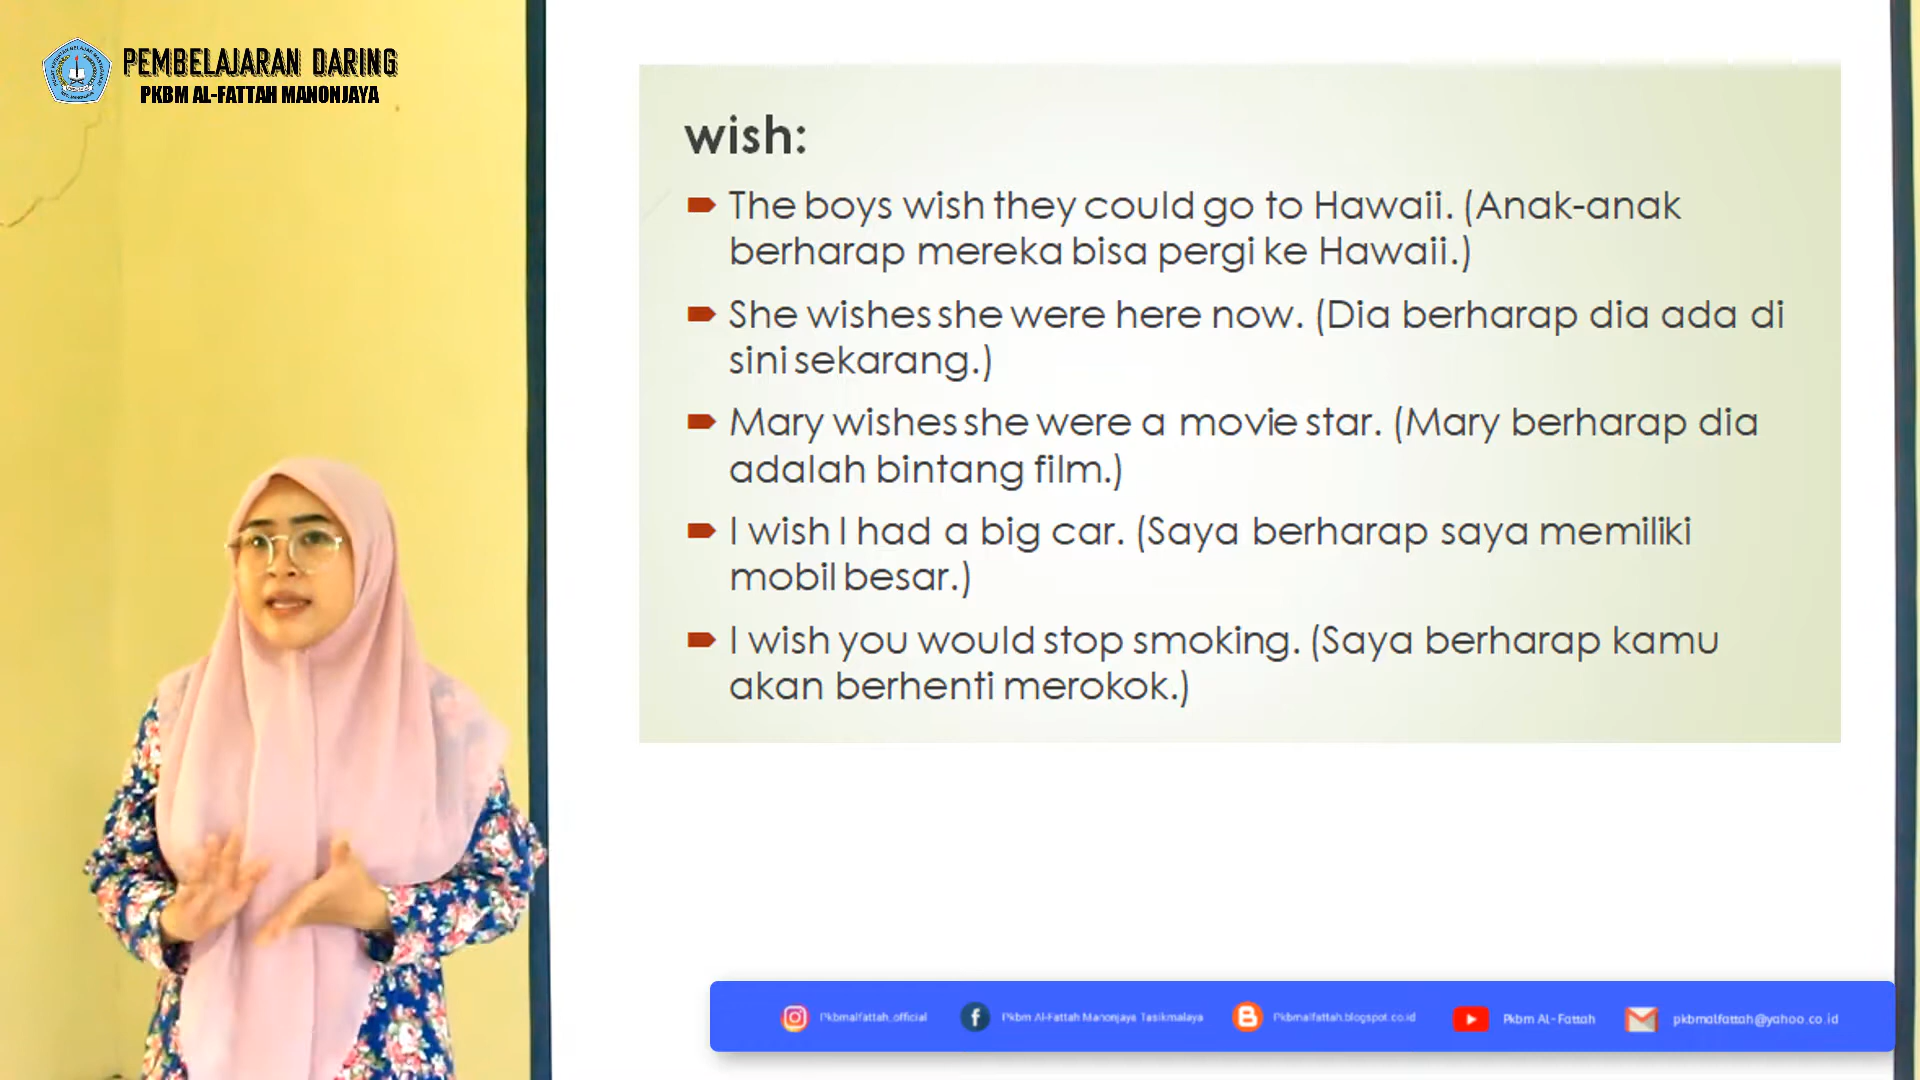 PEMBELAJARAN DARING
PKBM AL-FATTAH MANONJAYA
wish:
The boys wish they could go to Hawaii. (Anak-anak
berharap mereka bisa pergi ke Hawaii.)
She wishes she were here now. (Dia berharap dia ada di
sini sekarang.)
Mary wishes she were a movie star. (Mary berharap dia
adalah bintang film.)
I wish I had a big car. (Saya berharap saya memiliki
mobil besar.)
I wish you would stop smoking. (Saya berharap kamu
akan berhenti merokok.)
Pkbmalfattah_official
Pkbm Al-Fattah Manonjaya Tasikmalaya
Pkbmalfattah.blogspot.co.id
Pkbm AL-Fattah
pkbmalfattah@yahoo.co.id